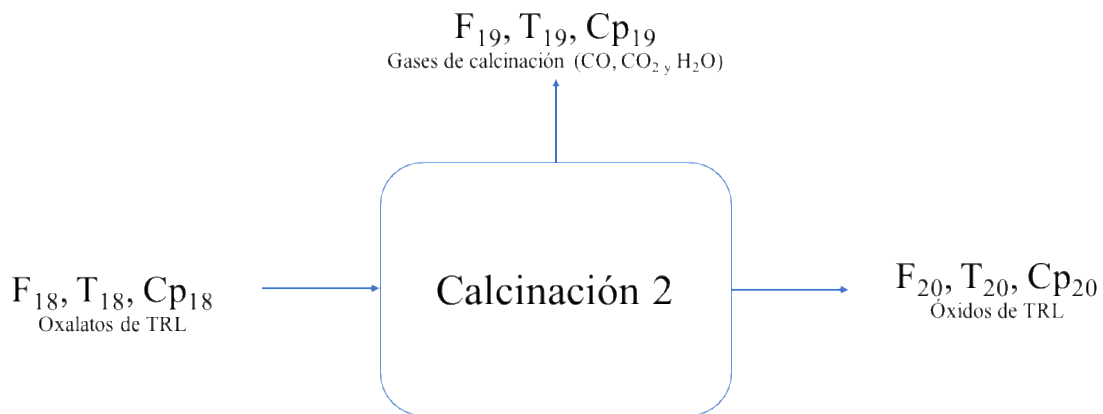 F₁₉, T₁₉, Cp₁₉
Gases de calcinación (CO, CO₂ y H₂O)
F₁₈, T₁₈, Cp₁₈
Oxalatos de TRL
Calcinación 2
F₂₀, T₂₀, Cp₂₀
Óxidos de TRL